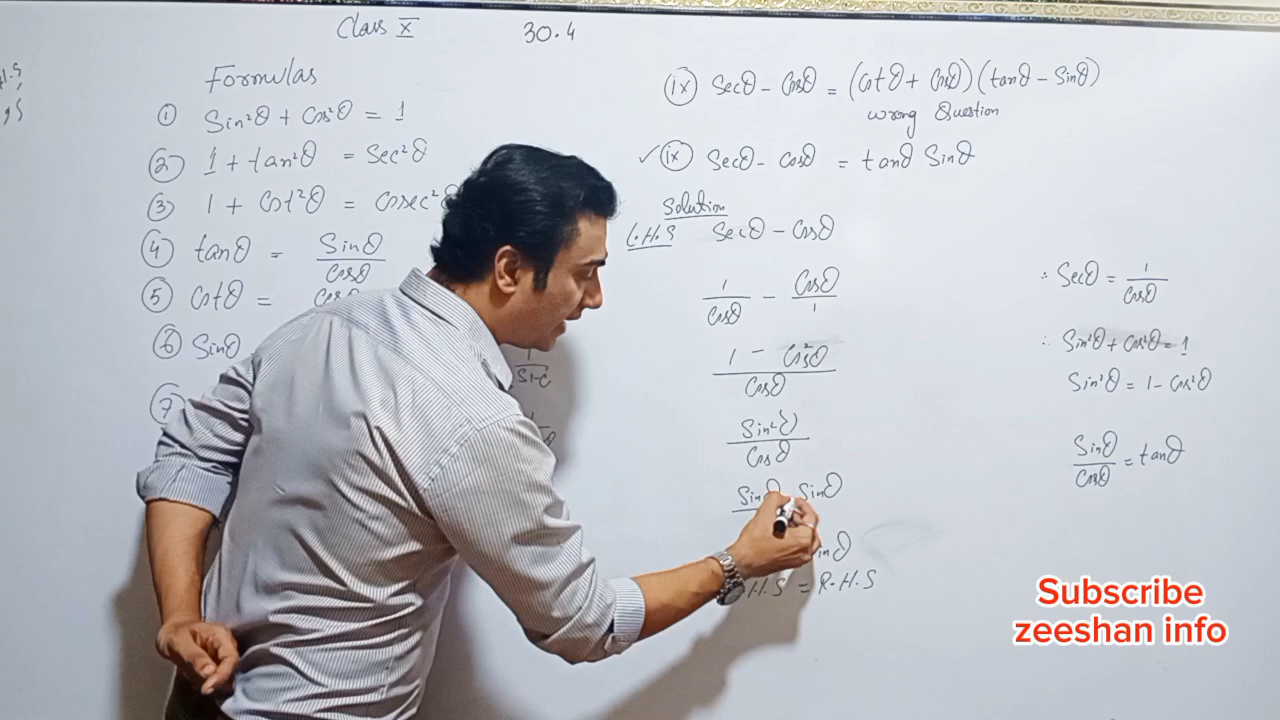 Class X 30.4
Formulas
① Sin²θ + Cos²θ = 1
② 1 + tan²θ = Sec²θ
③ 1 + Cot²θ = Cosec²
④ tanθ = Sinθ/Cosθ
⑤ Cotθ =
⑥ Sinθ
⑦
(ix) Secθ - Cosθ = (Cotθ + Cosθ)(tanθ - Sinθ)
wrong Question
✓(ix) Secθ - Cosθ = tanθ Sinθ
Solution
L.H.S Secθ - Cosθ
1/Cosθ - Cosθ/1
1 - Cos²θ/Cosθ
Sin²θ/Cosθ
Sinθ Sinθ
H.S = R.H.S
∴ Secθ = 1/Cosθ
∴ Sin²θ + Cos²θ = 1
Sin²θ = 1 - Cos²θ
Sinθ/Cosθ = tanθ
Subscribe
zeeshan info